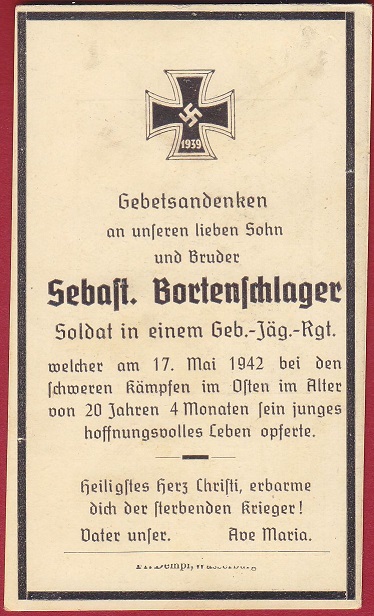 1939
Gebetsandenken
an unseren lieben Sohn
und Bruder
Sebast. Bortenschlager
Soldat in einem Geb.-Jäg.-Rgt.
welcher am 17. Mai 1942 bei den
schweren Kämpfen im Osten im Alter
von 20 Jahren 4 Monaten sein junges
hoffnungsvolles Leben opferte.
Heiligstes Herz Christi, erbarme
dich der sterbenden Krieger!
Vater unser. Ave Maria.
Dempf, Wasserburg